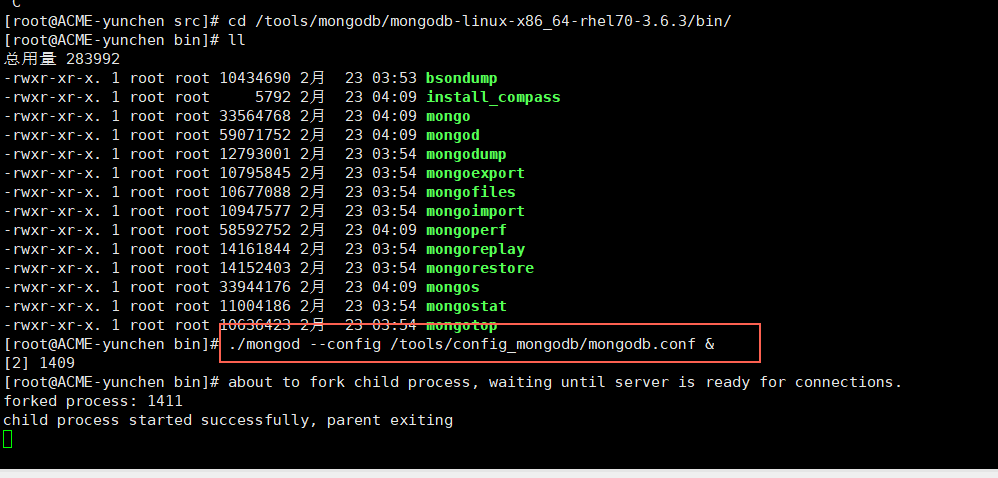 C
[root@ACME-yunchen src]# cd /tools/mongodb/mongodb-linux-x86_64-rhel70-3.6.3/bin/
[root@ACME-yunchen bin]# ll
总用量 283992
-rwxr-xr-x. 1 root root 10434690 2月  23 03:53 bsondump
-rwxr-xr-x. 1 root root     5792 2月  23 04:09 install_compass
-rwxr-xr-x. 1 root root 33564768 2月  23 04:09 mongo
-rwxr-xr-x. 1 root root 59071752 2月  23 04:09 mongod
-rwxr-xr-x. 1 root root 12793001 2月  23 03:54 mongodump
-rwxr-xr-x. 1 root root 10795845 2月  23 03:54 mongoexport
-rwxr-xr-x. 1 root root 10677088 2月  23 03:54 mongofiles
-rwxr-xr-x. 1 root root 10947577 2月  23 03:54 mongoimport
-rwxr-xr-x. 1 root root 58592752 2月  23 04:09 mongoperf
-rwxr-xr-x. 1 root root 14161844 2月  23 03:54 mongoreplay
-rwxr-xr-x. 1 root root 14152403 2月  23 03:54 mongorestore
-rwxr-xr-x. 1 root root 33944176 2月  23 04:09 mongos
-rwxr-xr-x. 1 root root 11004186 2月  23 03:54 mongostat
-rwxr-xr-x. 1 root root 10636423 2月  23 03:54 mongotop
[root@ACME-yunchen bin]# ./mongod --config /tools/config_mongodb/mongodb.conf &
[2] 1409
[root@ACME-yunchen bin]# about to fork child process, waiting until server is ready for connections.
forked process: 1411
child process started successfully, parent exiting